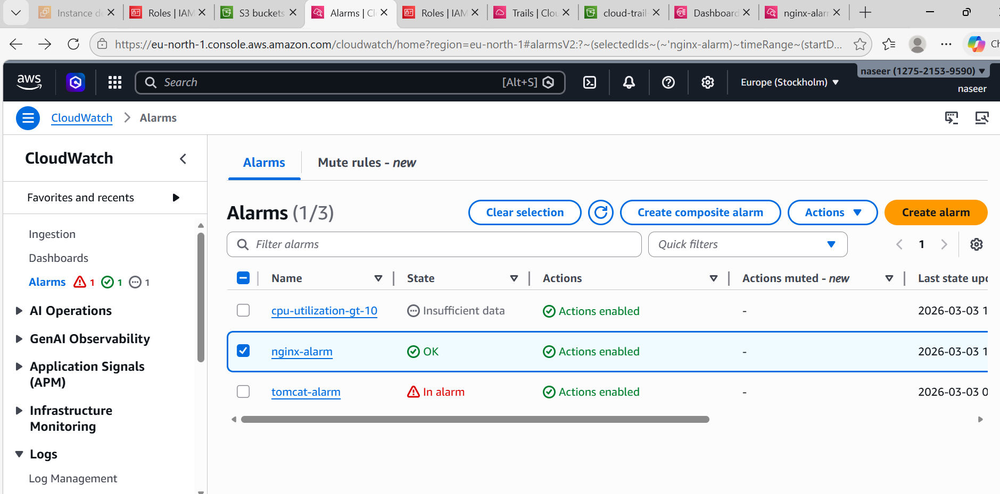 Instance de
Roles | IAM
S3 buckets
Alarms | Cl
Roles | IAM
Trails | Clou
cloud-trail-
Dashboard
nginx-alarm
https://eu-north-1.console.aws.amazon.com/cloudwatch/home?region=eu-north-1#alarmsV2:?~(selectedIds~(~'nginx-alarm)~timeRange~(startD...
Ch
aws
Search
[Alt+S]
Europe (Stockholm)
naseer (1275-2153-9590)
naseer
CloudWatch
Alarms
CloudWatch
Favorites and recents
Ingestion
Dashboards
Alarms 1 1 1
AI Operations
GenAI Observability
Application Signals
(APM)
Infrastructure
Monitoring
Logs
Log Management
Alarms
Mute rules - new
Alarms (1/3)
Clear selection
Create composite alarm
Actions
Create alarm
Filter alarms
Quick filters
1
Name
State
Actions
Actions muted - new
Last state upd
cpu-utilization-gt-10
Insufficient data
Actions enabled
-
2026-03-03 1
nginx-alarm
OK
Actions enabled
-
2026-03-03 1
tomcat-alarm
In alarm
Actions enabled
-
2026-03-03 0